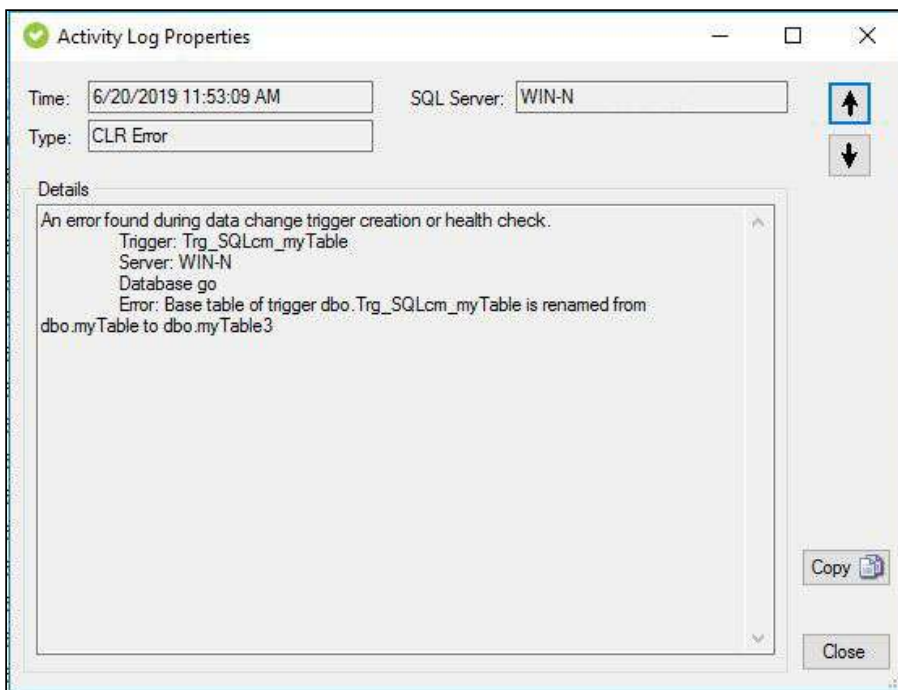 Activity Log Properties
Time: 6/20/2019 11:53:09 AM SQL Server: WIN-N
Type: CLR Error
Details
An error found during data change trigger creation or health check.
Trigger: Trg_SQLcm_myTable
Server: WIN-N
Database go
Error: Base table of trigger dbo.Trg_SQLcm_myTable is renamed from
dbo.myTable to dbo.myTable3
Copy
Close